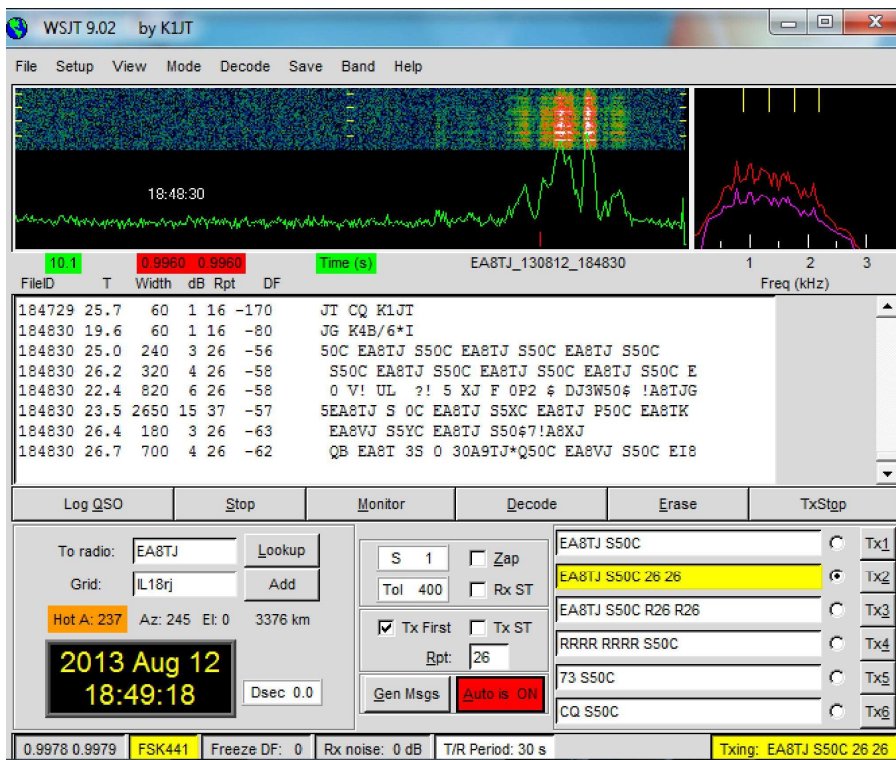 WSJT 9.02 by K1JT
File Setup View Mode Decode Save Band Help
18:48:30
10.1 0.9960 0.9960 Time (s) EA8TJ_130812_184830 1 2 3
FileID T Width dB Rpt DF Freq (kHz)
184729 25.7 60 1 16 -170 JT CQ K1JT
184830 19.6 60 1 16 -80 JG K4B/6*I
184830 25.0 240 3 26 -56 50C EA8TJ S50C EA8TJ S50C EA8TJ S50C
184830 26.2 320 4 26 -58 S50C EA8TJ S50C EA8TJ S50C EA8TJ S50C E
184830 22.4 820 6 26 -58 0 V! UL ?! 5 XJ F 0P2 $ DJ3W50$ !A8TJG
184830 23.5 2650 15 37 -57 5EA8TJ S 0C EA8TJ S5XC EA8TJ P50C EA8TK
184830 26.4 180 3 26 -63 EA8VJ S5YC EA8TJ S50$7!A8XJ
184830 26.7 700 4 26 -62 QB EA8T 3S 0 30A9TJ*Q50C EA8VJ S50C EI8
Log QSO Stop Monitor Decode Erase TxStop
To radio: EA8TJ Lookup
Grid: IL18rj Add
Hot A: 237 Az: 245 El: 0 3376 km
2013 Aug 12
18:49:18
Dsec 0.0
S 1 Zap
Tol 400 Rx ST
Tx First Tx ST
Rpt: 26
Gen Msgs Auto is ON
EA8TJ S50C Tx1
EA8TJ S50C 26 26 Tx2
EA8TJ S50C R26 R26 Tx3
RRRR RRRR S50C Tx4
73 S50C Tx5
CQ S50C Tx6
0.9978 0.9979 FSK441 Freeze DF: 0 Rx noise: 0 dB T/R Period: 30 s Txing: EA8TJ S50C 26 26